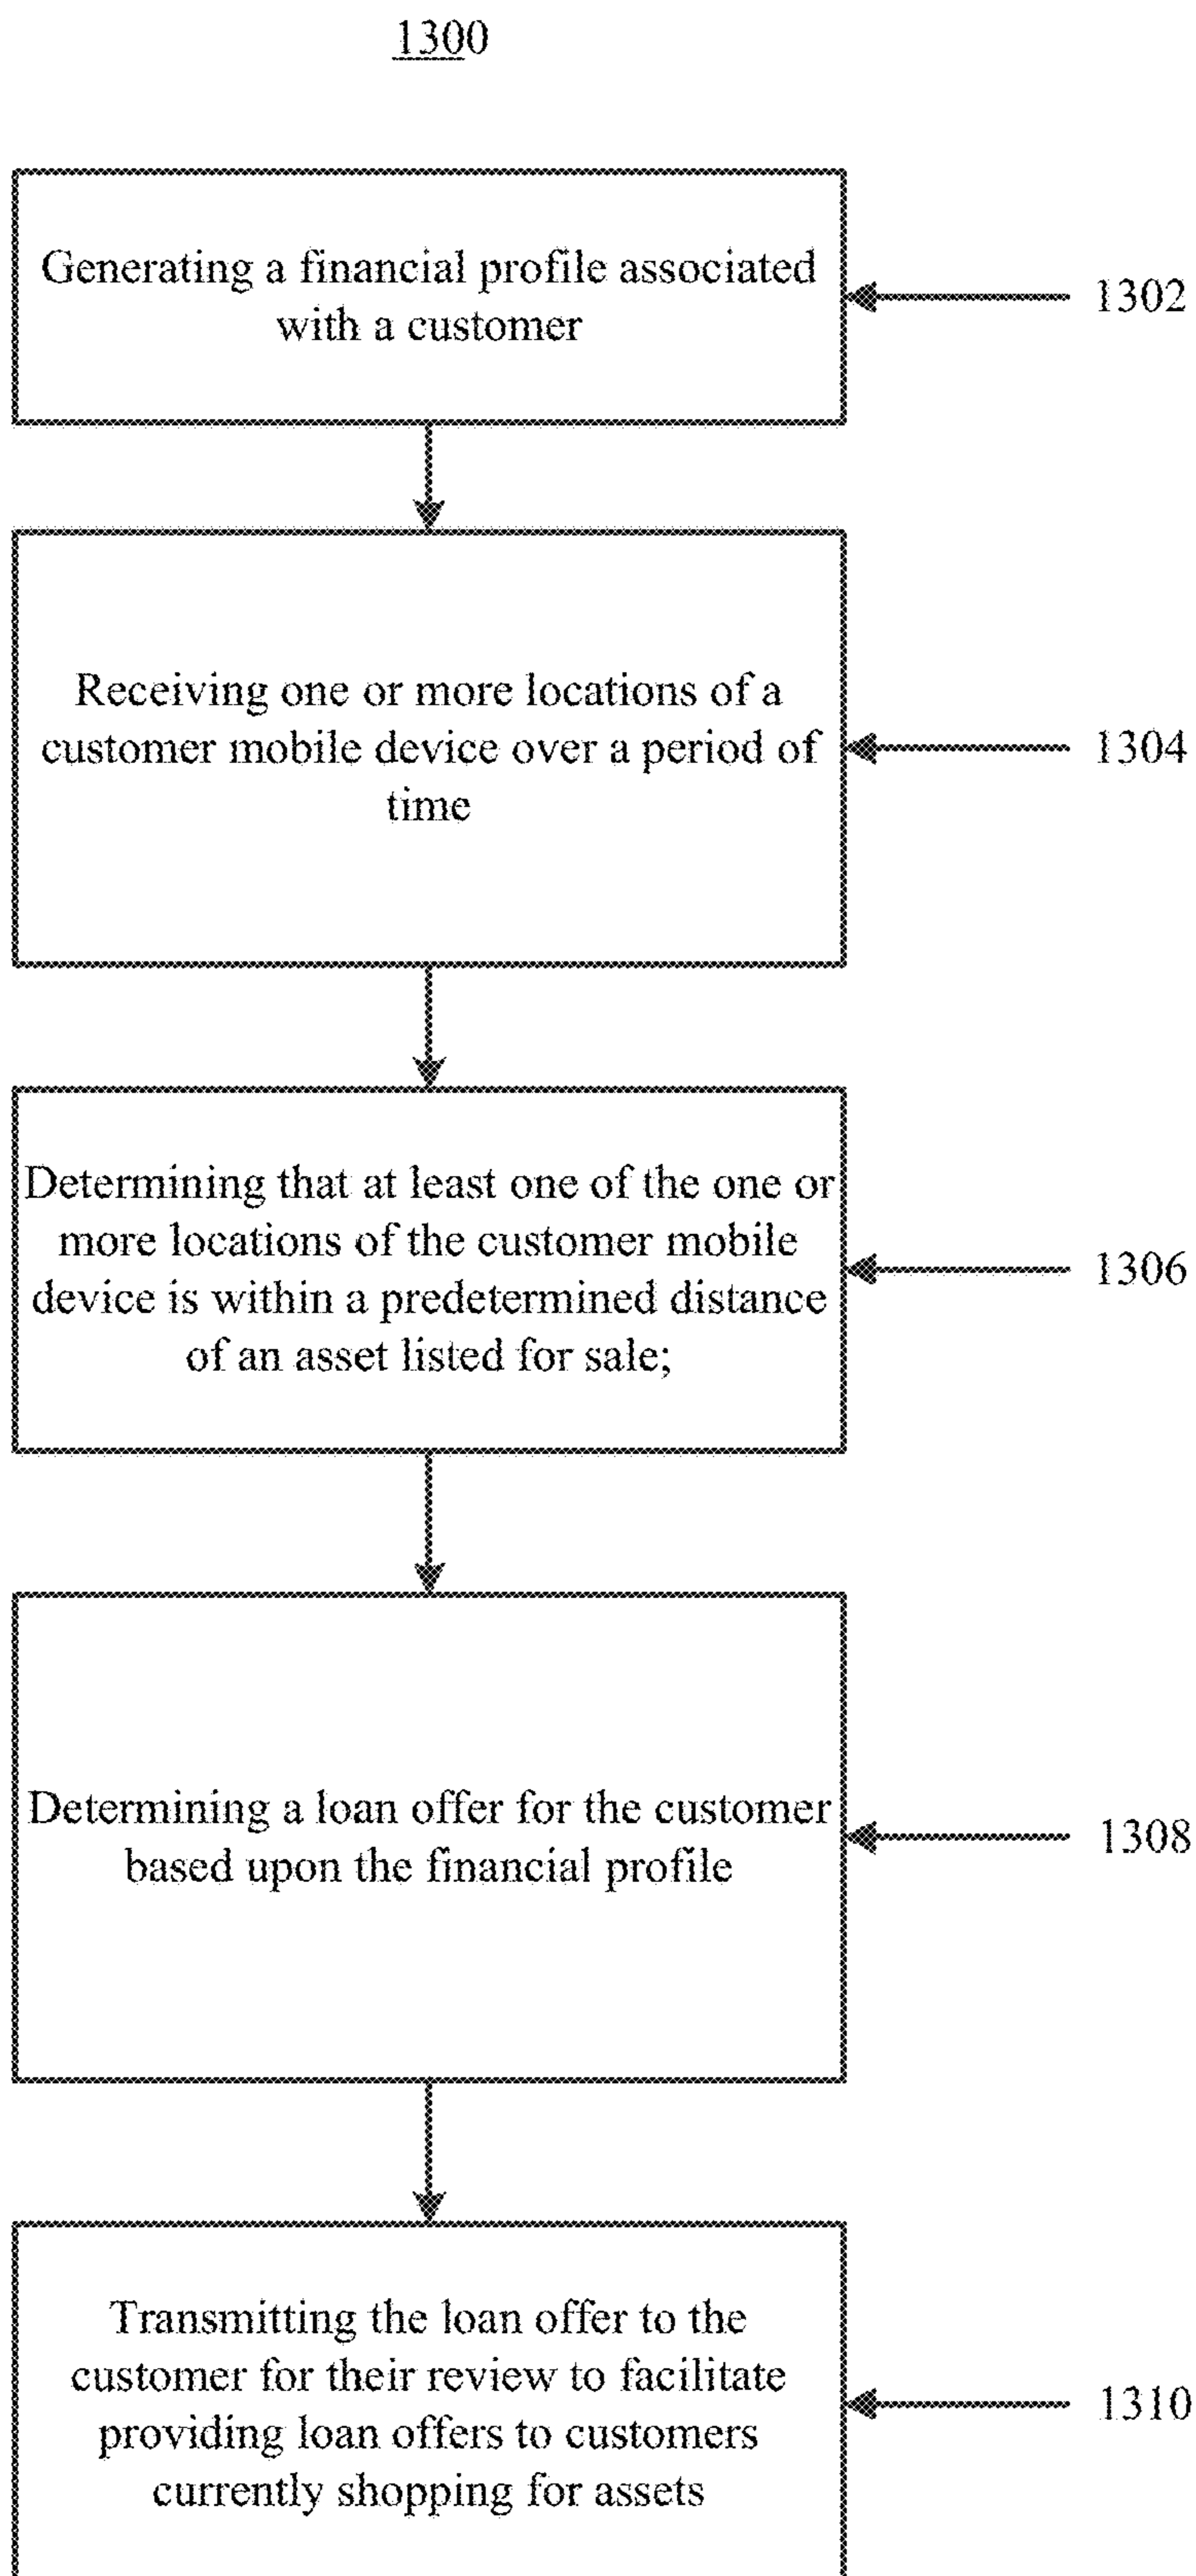 1300
Generating a financial profile associated
with a customer
1302
Receiving one or more locations of a
customer mobile device over a period of
time
1304
Determining that at least one of the one or
more locations of the customer mobile
device is within a predetermined distance
of an asset listed for sale;
1306
Determining a loan offer for the customer
based upon the financial profile
1308
Transmitting the loan offer to the
customer for their review to facilitate
providing loan offers to customers
currently shopping for assets
1310